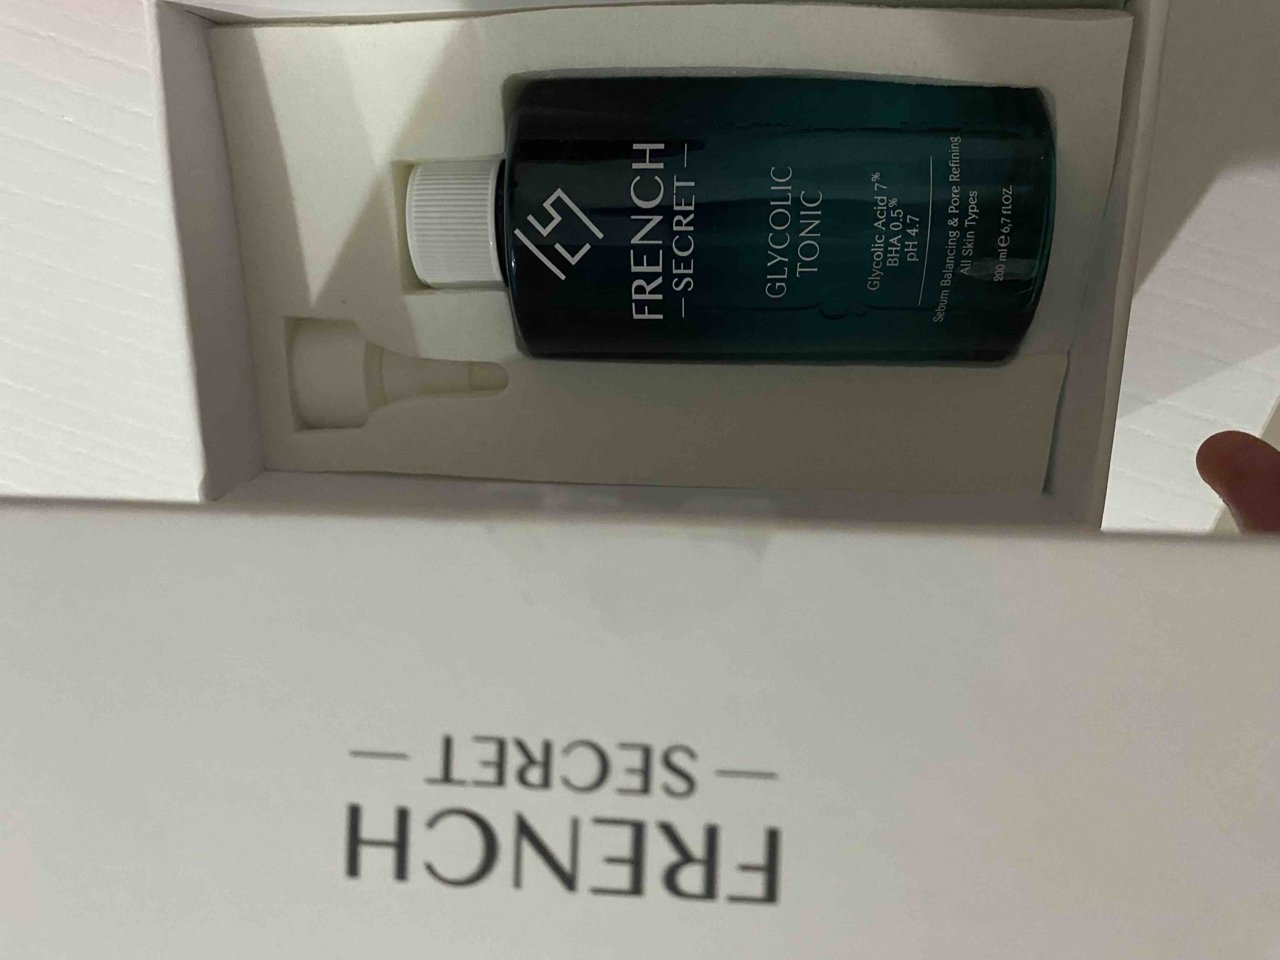 FRENCH
SECRET
GLYCOLIC
TONIC
Glycolic Acid 7%
BHA 0.5%
pH 4.7
Sebum Balancing & Pore Refining
All Skin Types
200 ml e 6,7 fl.OZ.
FRENCH
SECRET